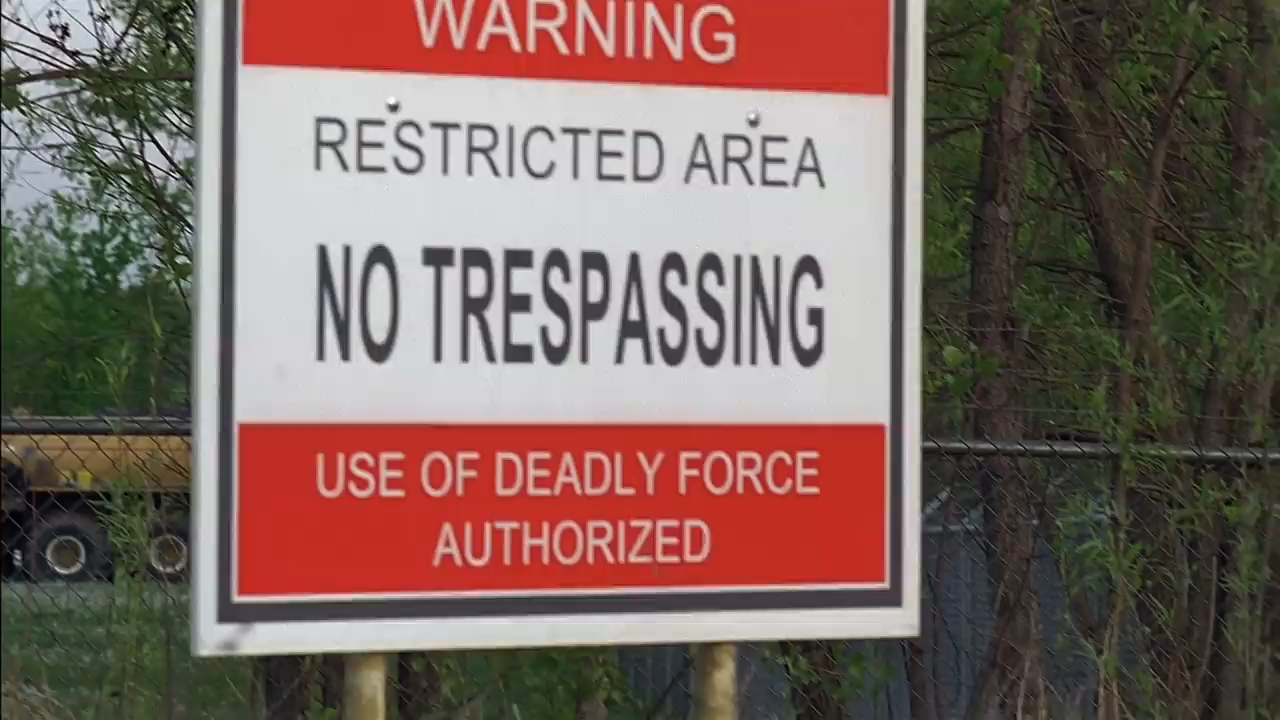 WARNING
RESTRICTED AREA
NO TRESPASSING
USE OF DEADLY FORCE
AUTHORIZED